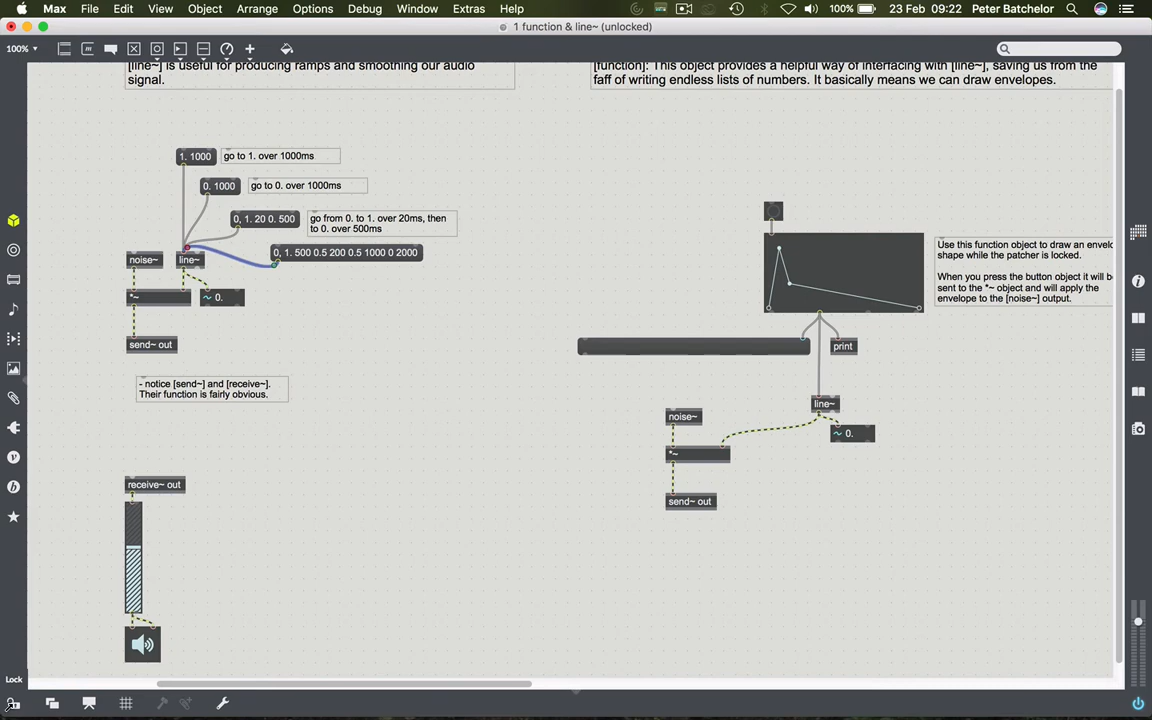 Max File Edit View Object Arrange Options Debug Window Extras Help 100% 23 Feb 09:22 Peter Batchelor
1 function & line~ (unlocked)
100%
[line~] is useful for producing ramps and smoothing our audio
signal.
[function]: This object provides a helpful way of interfacing with [line~], saving us from the
faff of writing endless lists of numbers. It basically means we can draw envelopes.
1. 1000
go to 1. over 1000ms
0. 1000
go to 0. over 1000ms
0, 1. 20 0. 500
go from 0. to 1. over 20ms, then
to 0. over 500ms
0, 1. 500 0.5 200 0.5 1000 0 2000
noise~
line~
*~
~ 0.
send~ out
- notice [send~] and [receive~].
Their function is fairly obvious.
receive~ out
Use this function object to draw an envelo
shape while the patcher is locked.
When you press the button object it will be
sent to the *~ object and will apply the
envelope to the [noise~] output.
print
line~
noise~
~ 0.
*~
send~ out
Lock